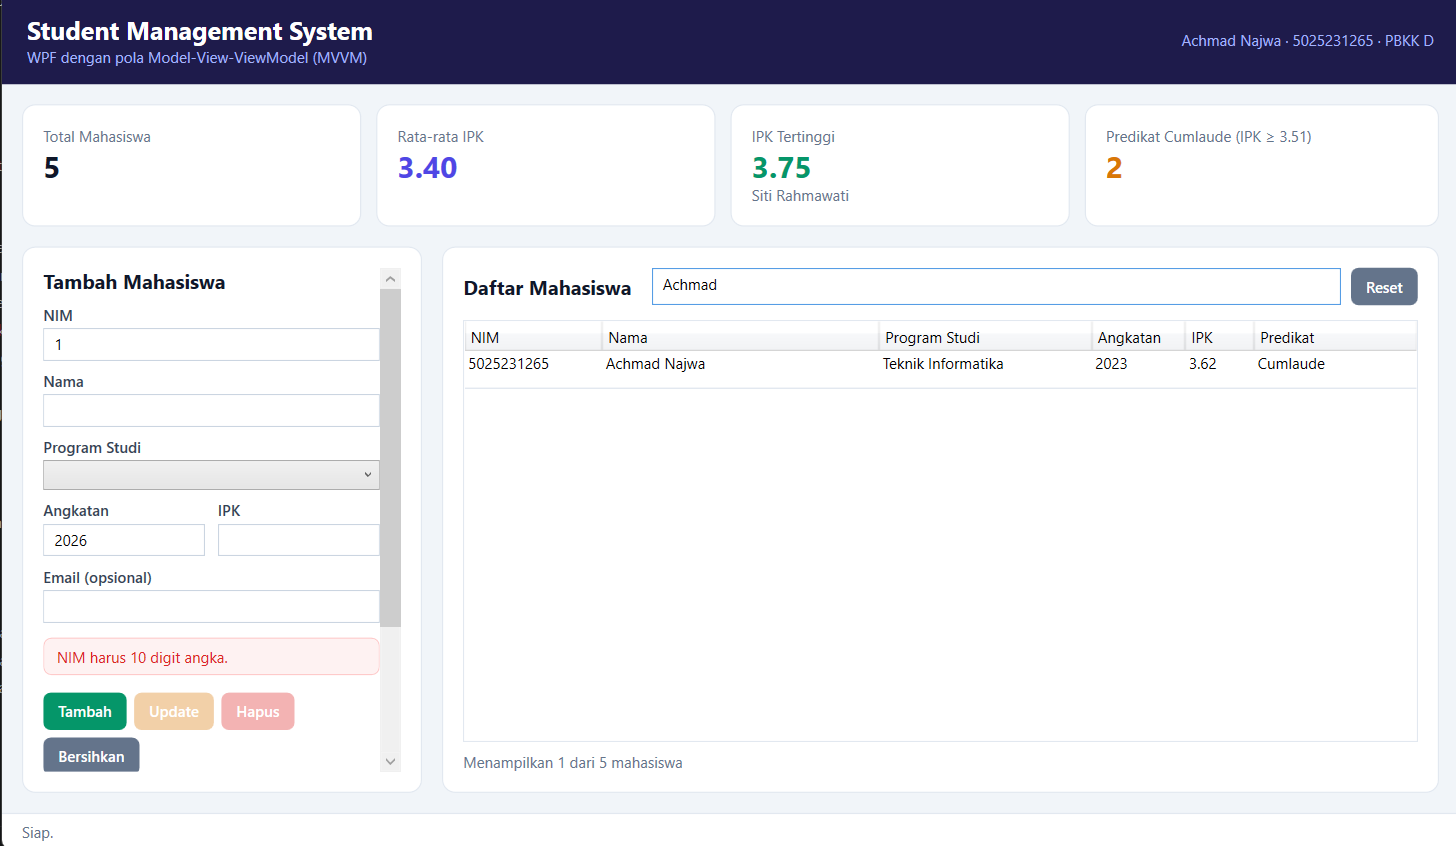 Student Management System
WPF dengan pola Model-View-ViewModel (MVVM)
Achmad Najwa · 5025231265 · PBKK D
Total Mahasiswa
5
Rata-rata IPK
3.40
IPK Tertinggi
3.75
Siti Rahmawati
Predikat Cumlaude (IPK ≥ 3.51)
2
Tambah Mahasiswa
NIM
1
Nama
Program Studi
Angkatan IPK
2026
Email (opsional)
NIM harus 10 digit angka.
Tambah Update Hapus
Bersihkan
Daftar Mahasiswa Achmad Reset
NIM Nama Program Studi Angkatan IPK Predikat
5025231265 Achmad Najwa Teknik Informatika 2023 3.62 Cumlaude
Menampilkan 1 dari 5 mahasiswa
Siap.